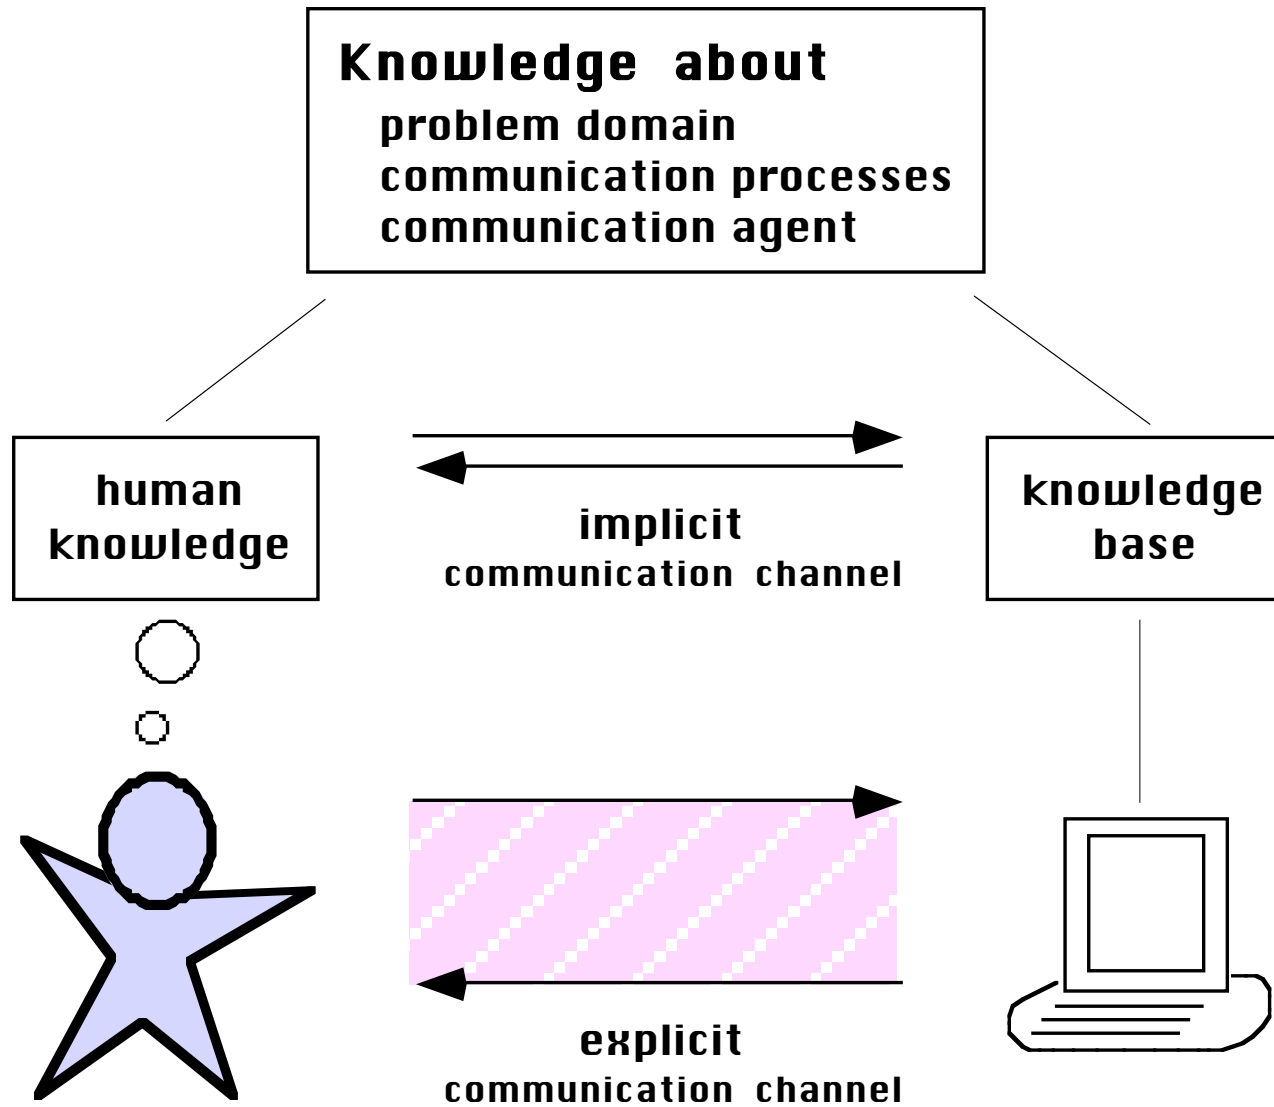 Knowledge about
problem domain
communication processes
communication agent
human
knowledge
implicit
communication channel
knowledge
base
explicit
communication channel